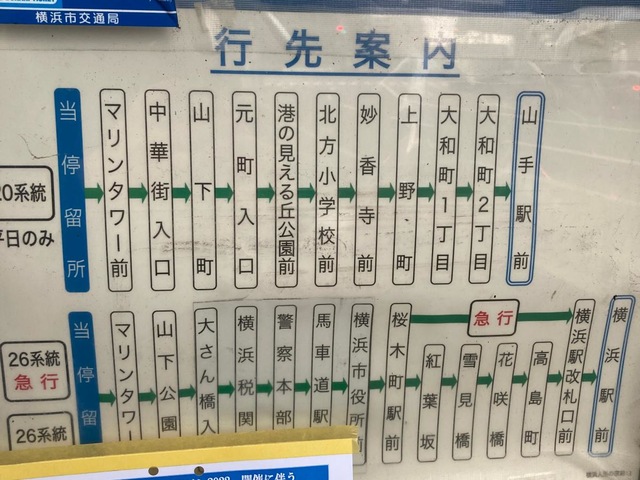 横浜市交通局
行先案内
20系統
平日のみ
当停留所
マリンタワー前
中華街入口
山下町
元町入口
港の見える丘公園前
北方小学校前
妙香寺前
上野町
大和町1丁目
大和町2丁目
山手駅前
26系統
急行
26系統
当停留
マリンタワー
山下公園
大さん橋入
横浜税関
警察本部
馬車道駅
横浜市役所
桜木町駅前
急行
紅葉坂
雪見橋
花咲橋
高島町
横浜駅改札口前
横浜駅前
開催に伴う